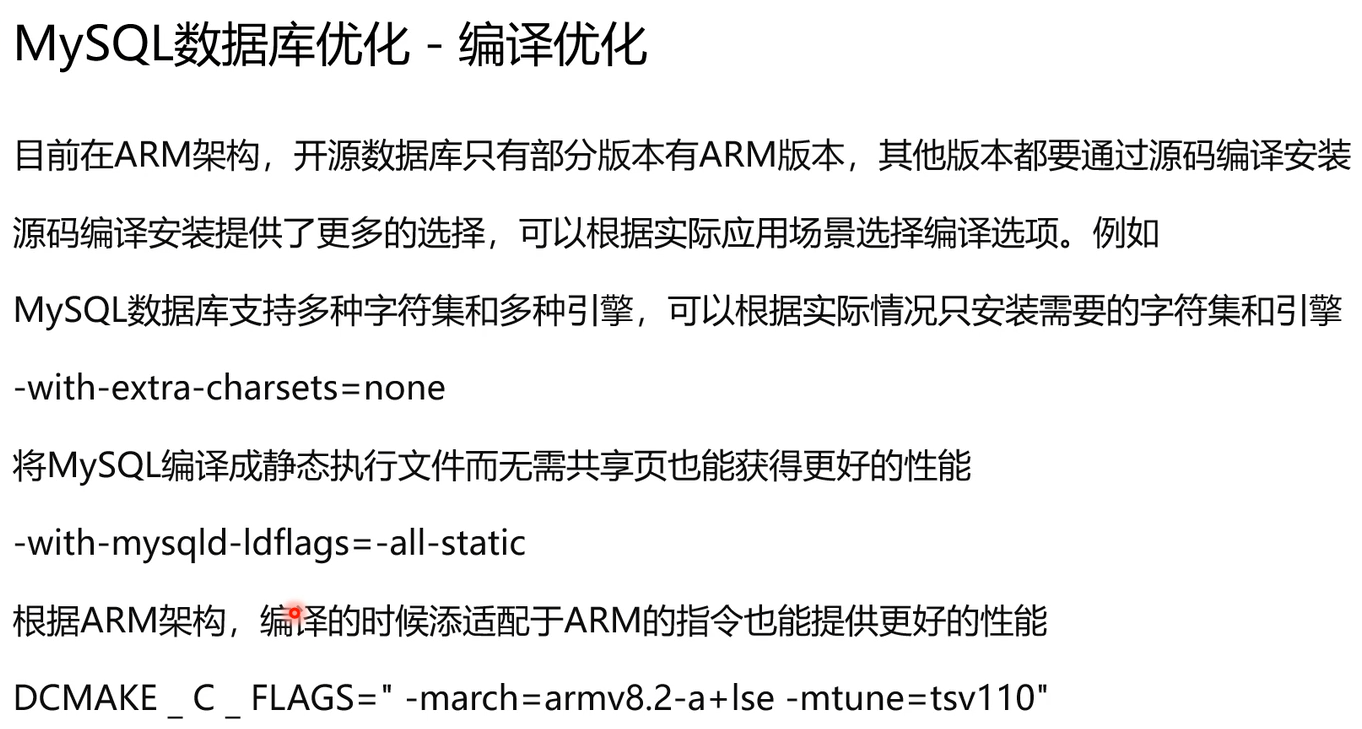 MySQL数据库优化 - 编译优化
目前在ARM架构，开源数据库只有部分版本有ARM版本，其他版本都要通过源码编译安装
源码编译安装提供了更多的选择，可以根据实际应用场景选择编译选项。例如
MySQL数据库支持多种字符集和多种引擎，可以根据实际情况只安装需要的字符集和引擎
-with-extra-charsets=none
将MySQL编译成静态执行文件而无需共享页也能获得更好的性能
-with-mysqld-ldflags=-all-static
根据ARM架构，编译的时候添适配于ARM的指令也能提供更好的性能
DCMAKE _ C _ FLAGS=" -march=armv8.2-a+lse -mtune=tsv110"